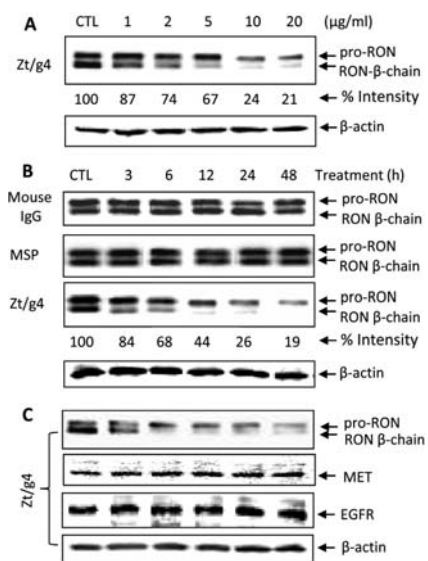 A CTL 1 2 5 10 20 (µg/ml)
Zt/g4
pro-RON
RON-β-chain
100 87 74 67 24 21 % Intensity
β-actin
B CTL 3 6 12 24 48 Treatment (h)
Mouse IgG
pro-RON
RON β-chain
MSP
pro-RON
RON β-chain
Zt/g4
pro-RON
RON β-chain
100 84 68 44 26 19 % Intensity
β-actin
C
Zt/g4
pro-RON
RON β-chain
MET
EGFR
β-actin